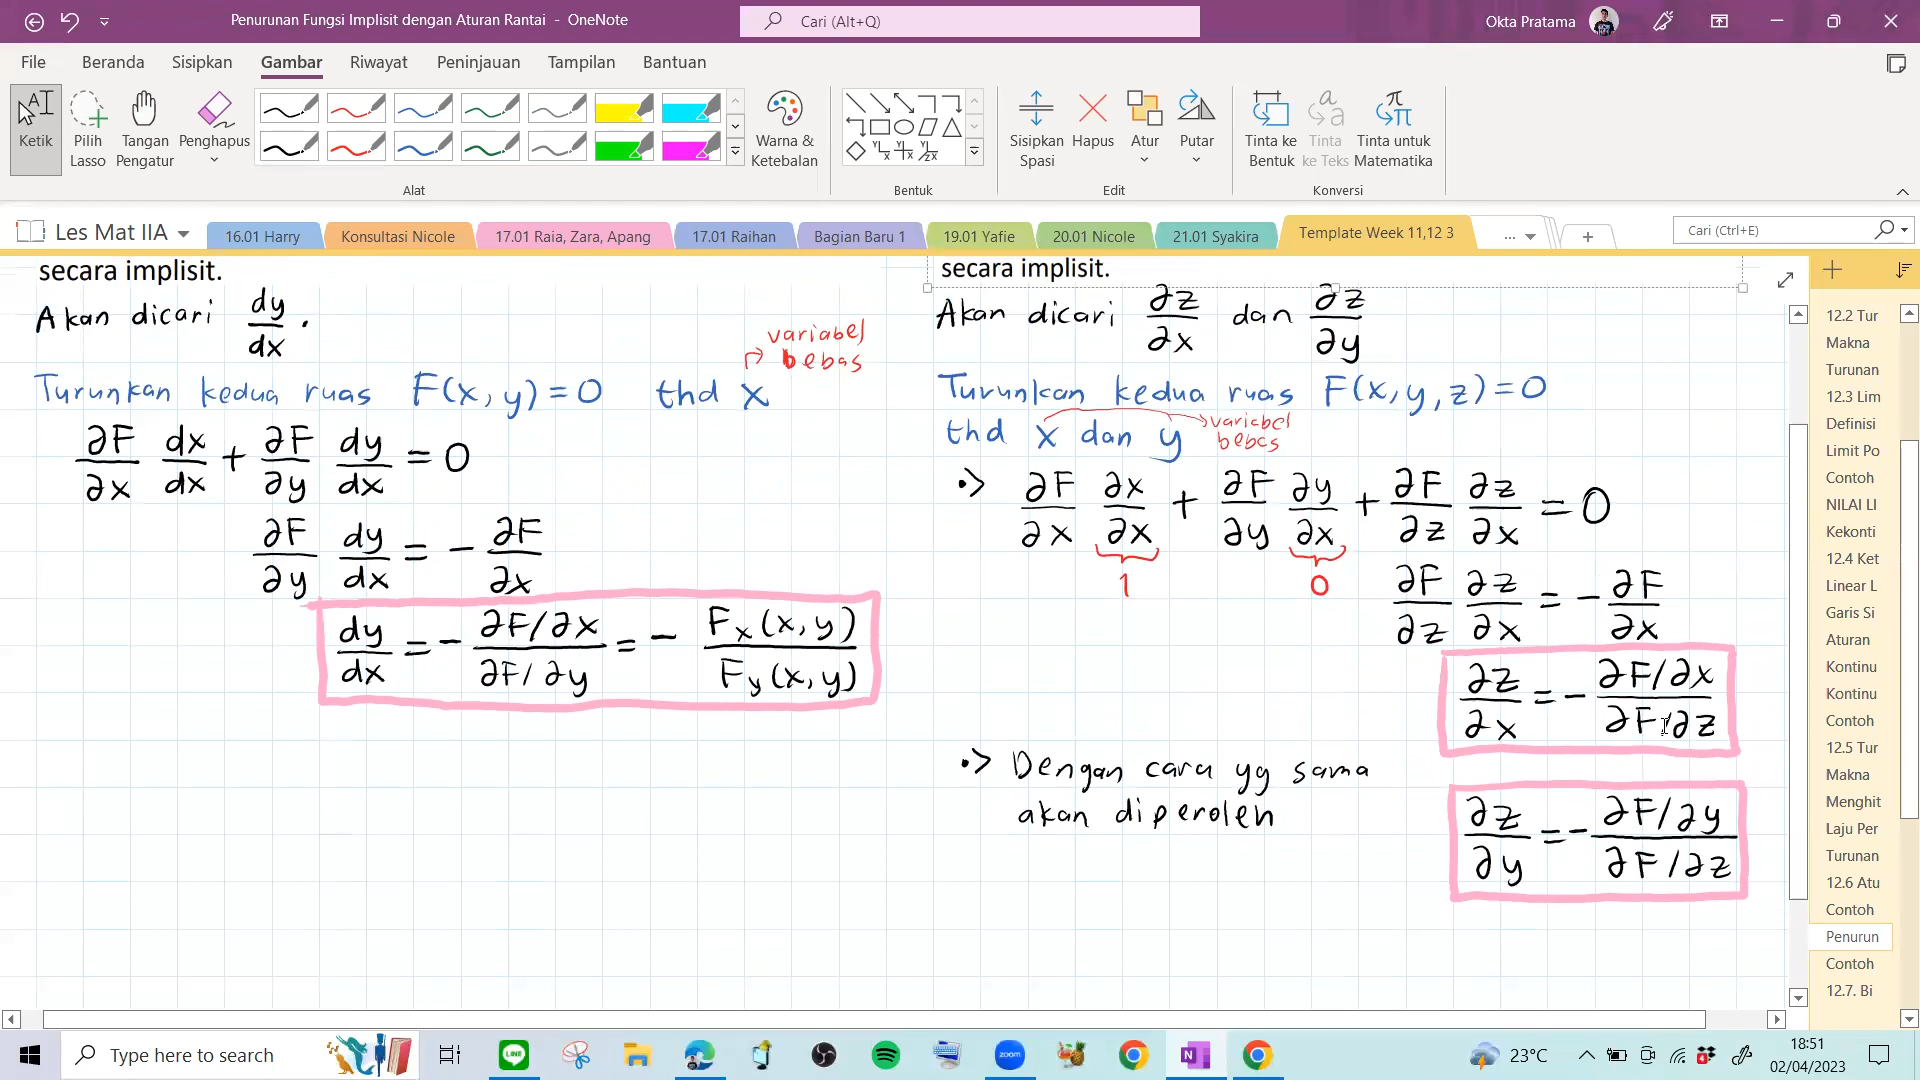 Penurunan Fungsi Implisit dengan Aturan Rantai - OneNote
Cari (Alt+Q)
Okta Pratama
File Beranda Sisipkan Gambar Riwayat Peninjauan Tampilan Bantuan
Ketik
Pilih Lasso
Tangan Pengatur
Penghapus
Warna & Ketebalan
Sisipkan Spasi
Hapus
Atur
Putar
Tinta ke Bentuk
Tinta ke Teks
Tinta untuk Matematika
Alat Bentuk Edit Konversi
Les Mat IIA
16.01 Harry
Konsultasi Nicole
17.01 Raia, Zara, Apang
17.01 Raihan
Bagian Baru 1
19.01 Yafie
20.01 Nicole
21.01 Syakira
Template Week 11,12 3
...
Cari (Ctrl+E)
secara implisit.
Akan dicari dy/dx.
variabel
bebas
Turunkan kedua ruas F(x,y)=0 thd x
∂F/∂x dx/dx + ∂F/∂y dy/dx = 0
∂F/∂y dy/dx = - ∂F/∂x
dy/dx = - (∂F/∂x)/(∂F/∂y) = - Fx(x,y)/Fy(x,y)
secara implisit.
Akan dicari ∂z/∂x dan ∂z/∂y
Turunkan kedua ruas F(x,y,z)=0
thd x dan y
variabel
bebas
•> ∂F/∂x ∂x/∂x + ∂F/∂y ∂y/∂x + ∂F/∂z ∂z/∂x = 0
1 0
∂F/∂z ∂z/∂x = - ∂F/∂x
∂z/∂x = - (∂F/∂x)/(∂F/∂z)
•> Dengan cara yg sama
akan diperoleh
∂z/∂y = - (∂F/∂y)/(∂F/∂z)
12.2 Tur
Makna
Turunan
12.3 Lim
Definisi
Limit Po
Contoh
NILAI LI
Kekonti
12.4 Ket
Linear L
Garis Si
Aturan
Kontinu
Kontinu
Contoh
12.5 Tur
Makna
Menghit
Laju Per
Turunan
12.6 Atu
Contoh
Penurun
Contoh
12.7. Bi
Type here to search
LINE
zoom
23°C
18:51
02/04/2023